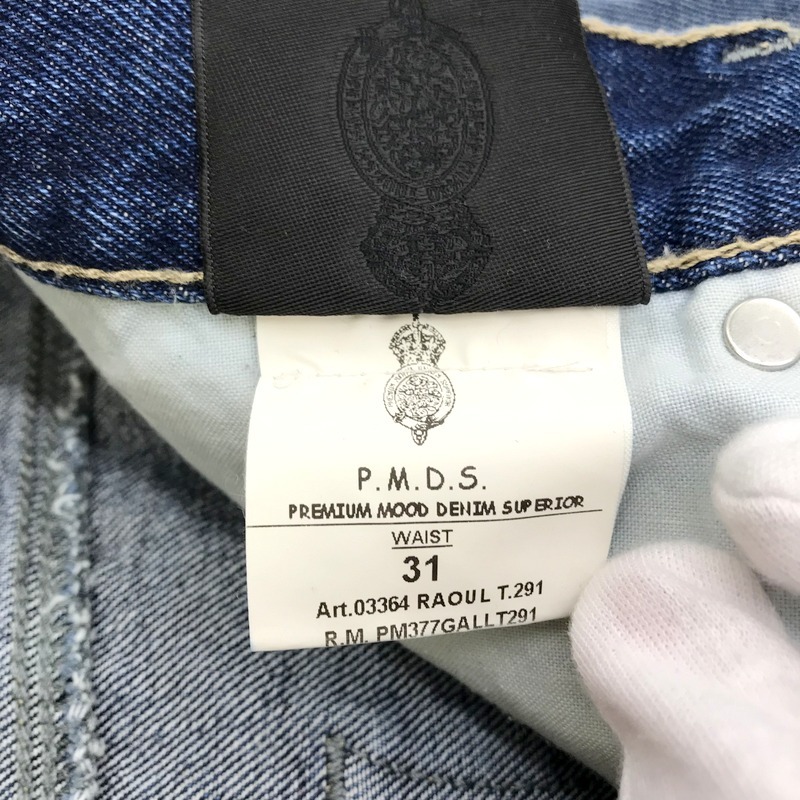 P.M.D.S.
PREMIUM MOOD DENIM SUPERIOR
WAIST
31
Art.03364 RAOUL T.291
R.M. PM377GALLT291